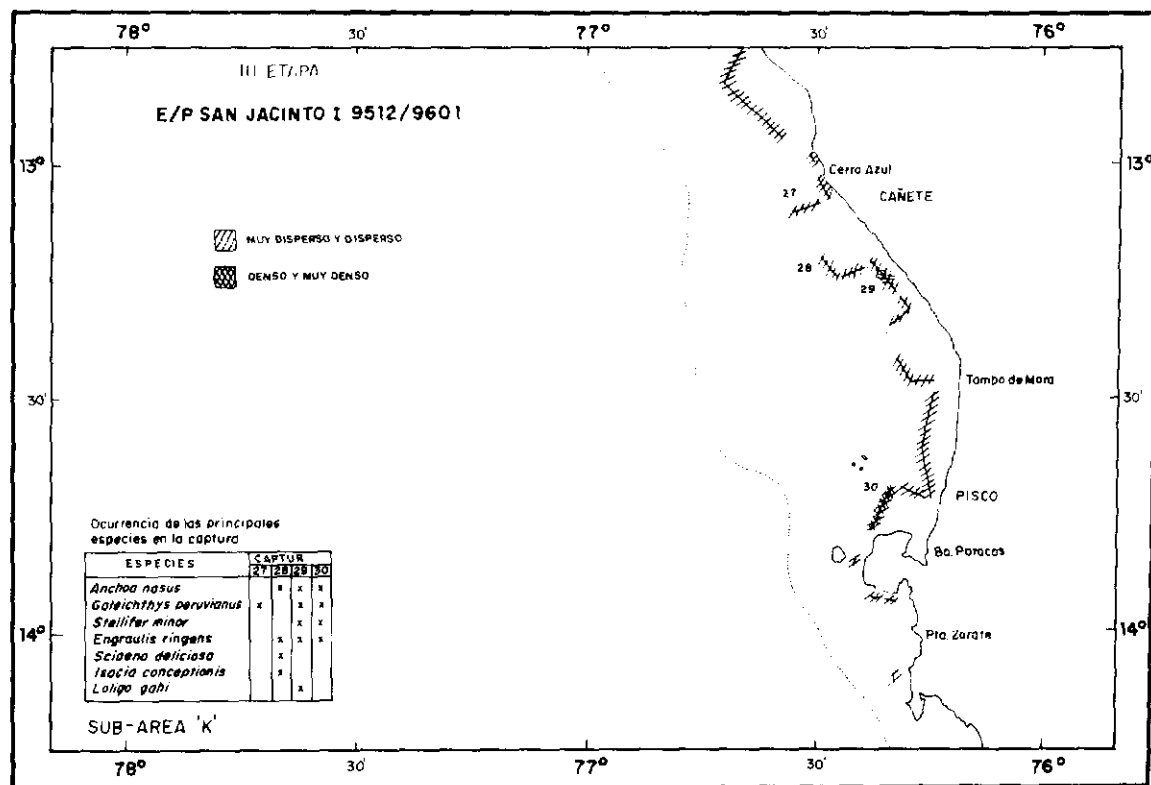 78° 30' 77° 30' 76°
III ETAPA
E/P SAN JACINTO I 9512/9601
13°
13°
Cerro Azul
27
CAÑETE
MUY DISPERSO Y DISPERSO
28
29
DENSO Y MUY DENSO
Tambo de Mora
30'
30'
30
PISCO
Ba. Paracas
Ocurrencia de las principales
especies en la captura
ESPECIES CAPTUR
27 28 29 30
Anchoa nasus x x x
Galeichthys peruvianus x x x
Stellifer minor x x
Engraulis ringens x x x
Sciaena deliciosa x
Isacia conceptionis x
Loligo gahi x
14°
14°
Pta. Zarate
SUB-AREA 'K'
78° 30' 77° 30' 76°